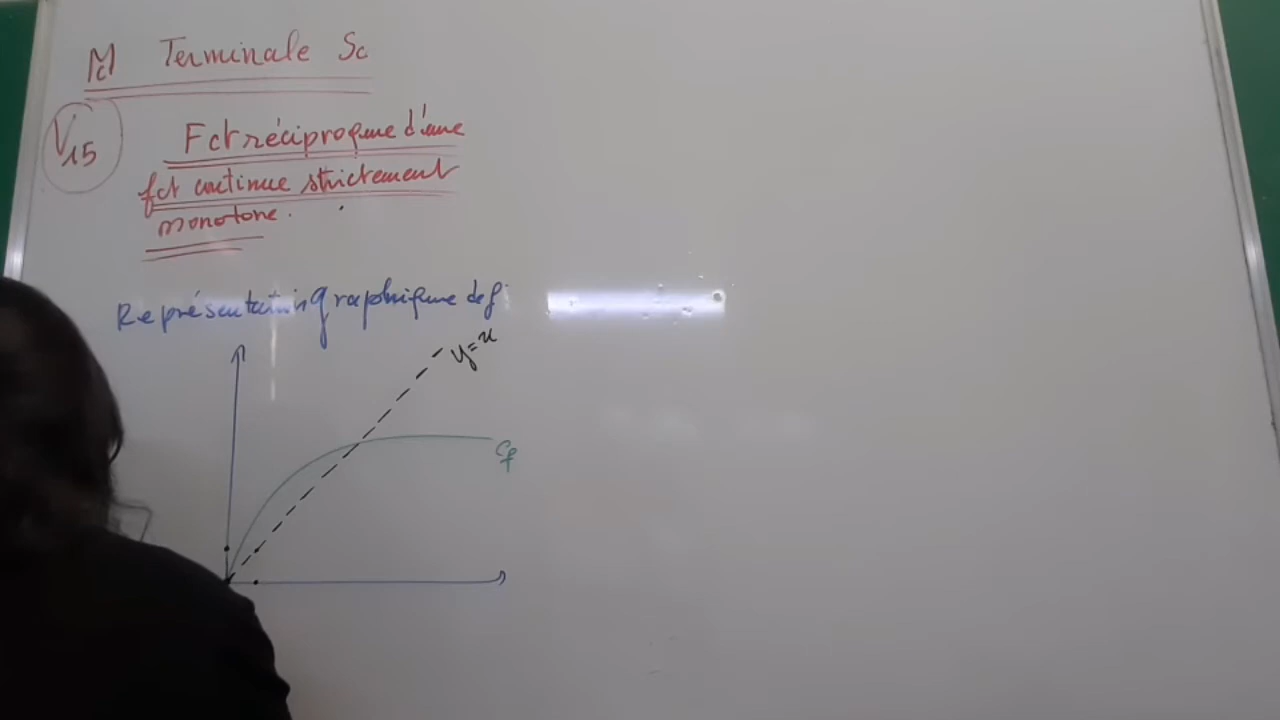 Terminale Sc
V15
Fct réciproque d'une
fct continue strictement
monotone.
Représentation graphique de f
y=x
Cf